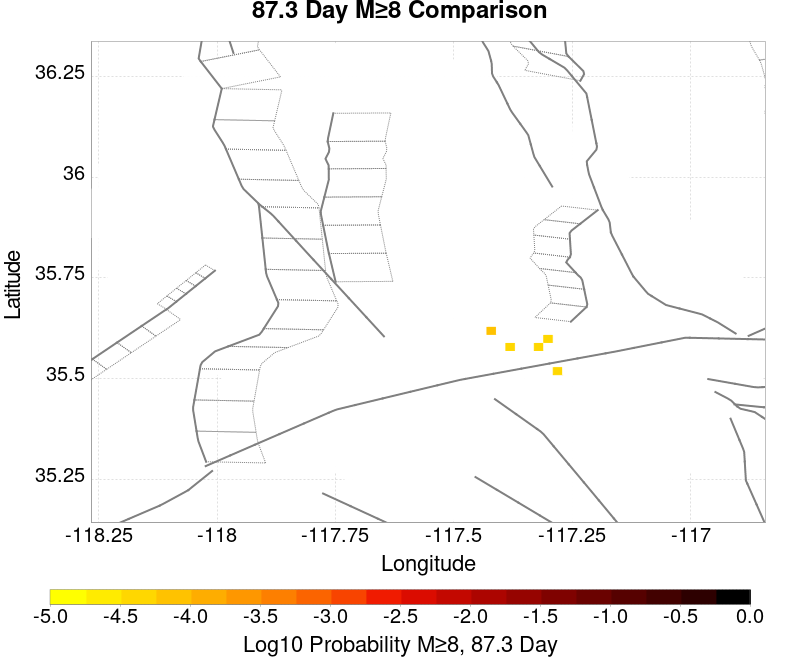 87.3 Day M≥8 Comparison
36.25
36
35.75
35.5
35.25
Latitude
-118.25 -118 -117.75 -117.5 -117.25 -117
Longitude
-5.0 -4.5 -4.0 -3.5 -3.0 -2.5 -2.0 -1.5 -1.0 -0.5 0.0
Log10 Probability M≥8, 87.3 Day